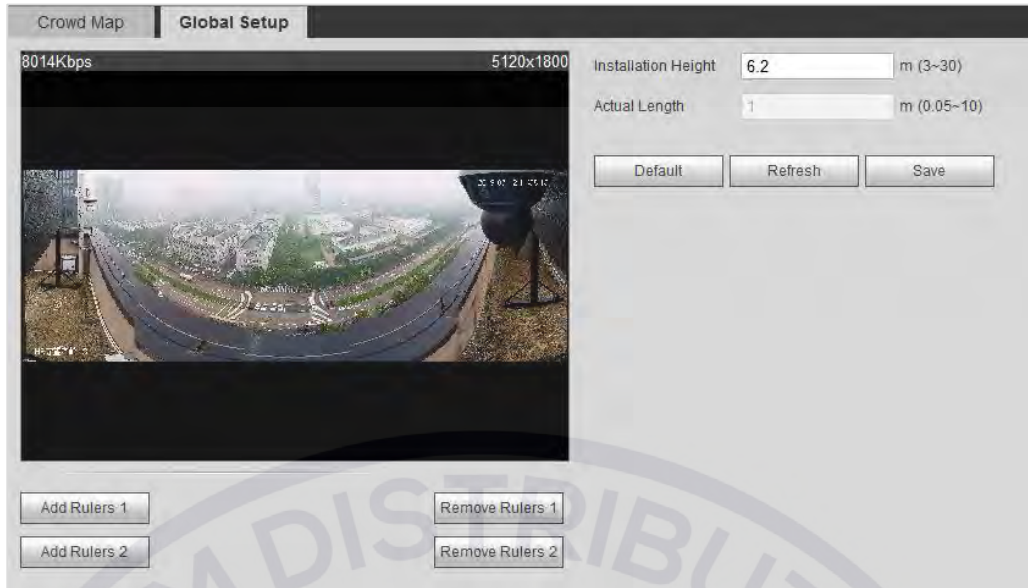 Crowd Map Global Setup
8014Kbps 5120x1800
Installation Height 6.2 m (3~30)
Actual Length 1 m (0.05~10)
Default Refresh Save
Add Rulers 1 Remove Rulers 1
Add Rulers 2 Remove Rulers 2
DISTRIBU